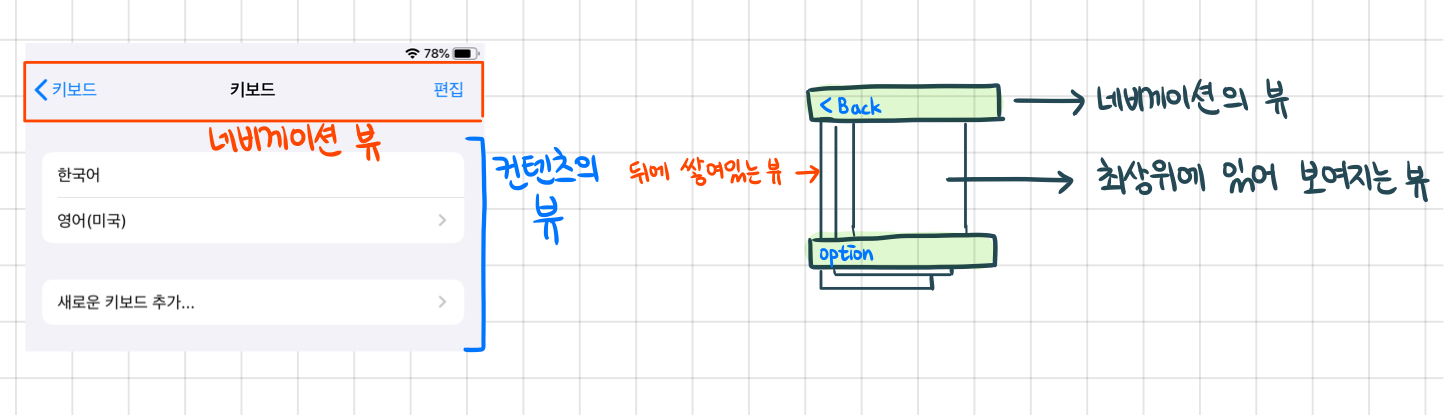 78%
키보드
키보드
편집
네비게이션 뷰
한국어
영어(미국)
새로운 키보드 추가...
컨텐츠의
뷰
< Back
네비게이션의 뷰
뒤에 쌓여있는 뷰
최상위에 있어 보여지는 뷰
option